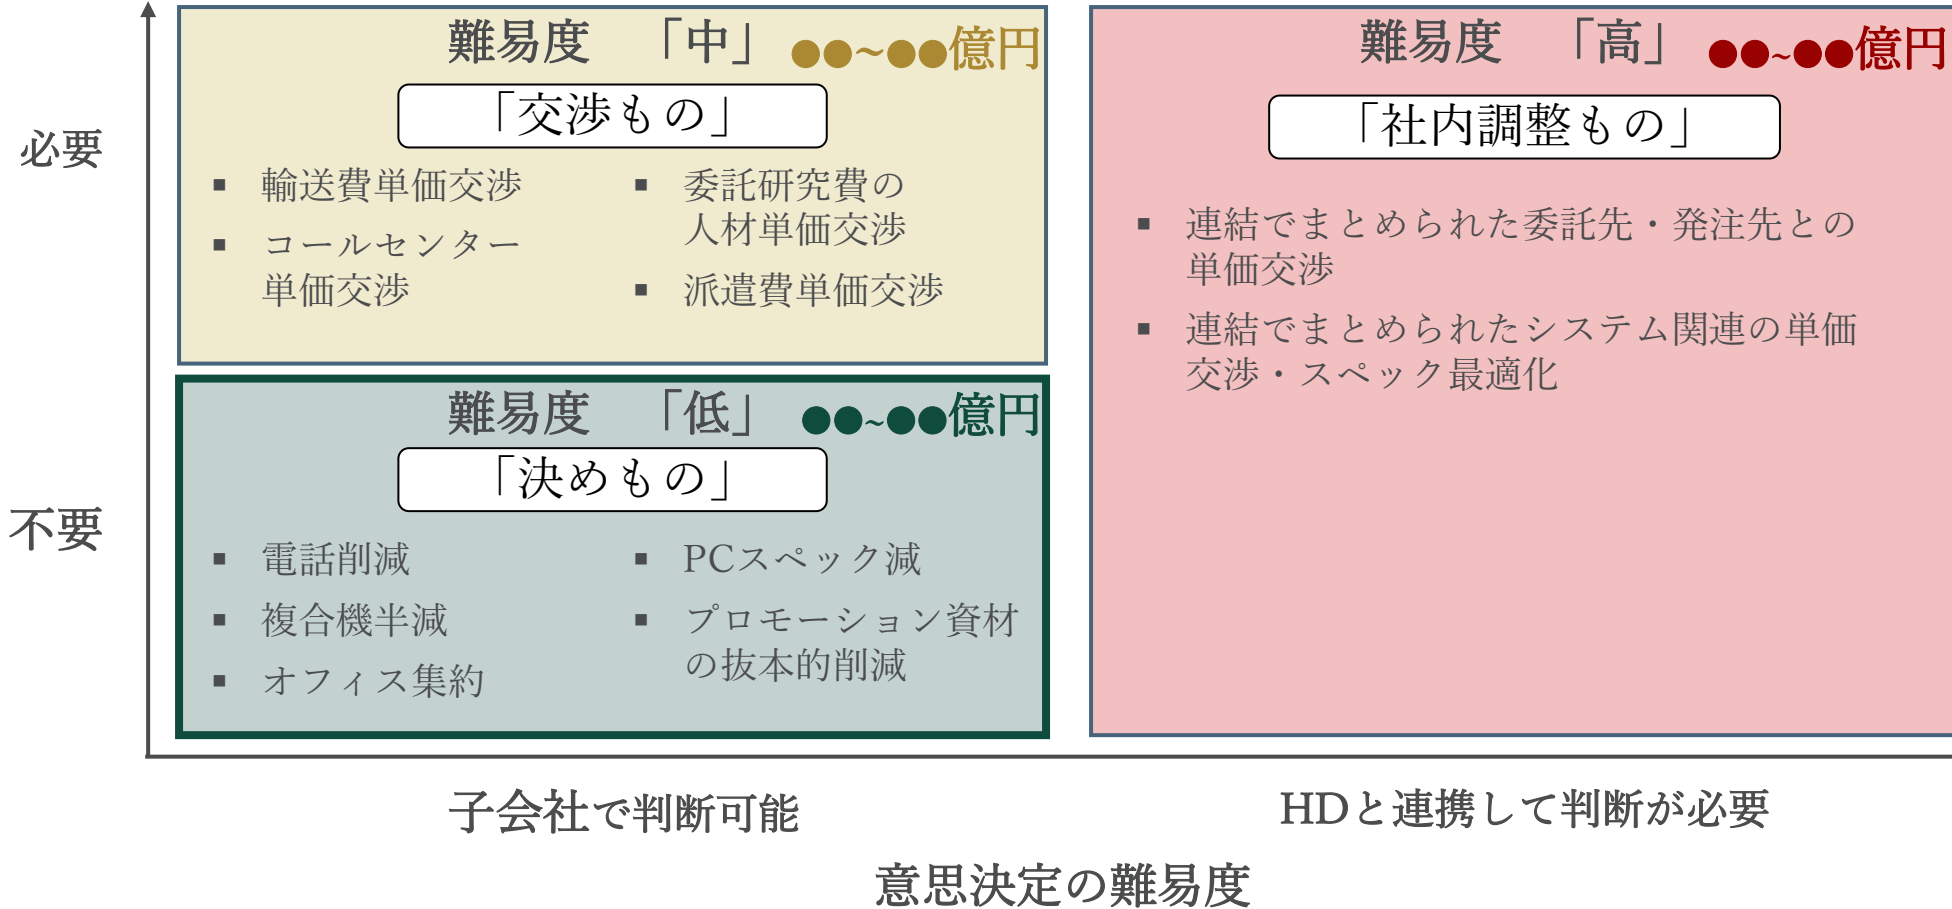 必要
難易度　「中」 ●●~●●億円
「交渉もの」
▪ 輸送費単価交渉
▪ コールセンター
単価交渉
▪ 委託研究費の
人材単価交渉
▪ 派遣費単価交渉
難易度　「高」 ●●~●●億円
「社内調整もの」
▪ 連結でまとめられた委託先・発注先との
単価交渉
▪ 連結でまとめられたシステム関連の単価
交渉・スペック最適化
不要
難易度　「低」 ●●~●●億円
「決めもの」
▪ 電話削減
▪ 複合機半減
▪ オフィス集約
▪ PCスペック減
▪ プロモーション資材
の抜本的削減
子会社で判断可能
HDと連携して判断が必要
意思決定の難易度